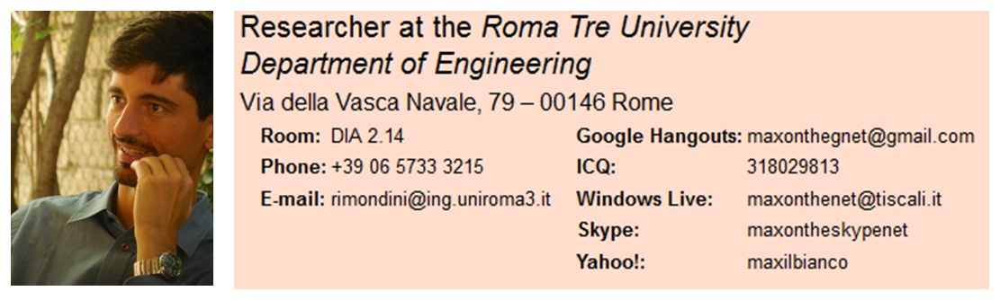 Researcher at the Roma Tre University
Department of Engineering
Via della Vasca Navale, 79 – 00146 Rome
Room: DIA 2.14
Phone: +39 06 5733 3215
E-mail: rimondini@ing.uniroma3.it
Google Hangouts: maxonthegnet@gmail.com
ICQ: 318029813
Windows Live: maxonthenet@tiscali.it
Skype: maxontheskypenet
Yahoo!: maxilbianco